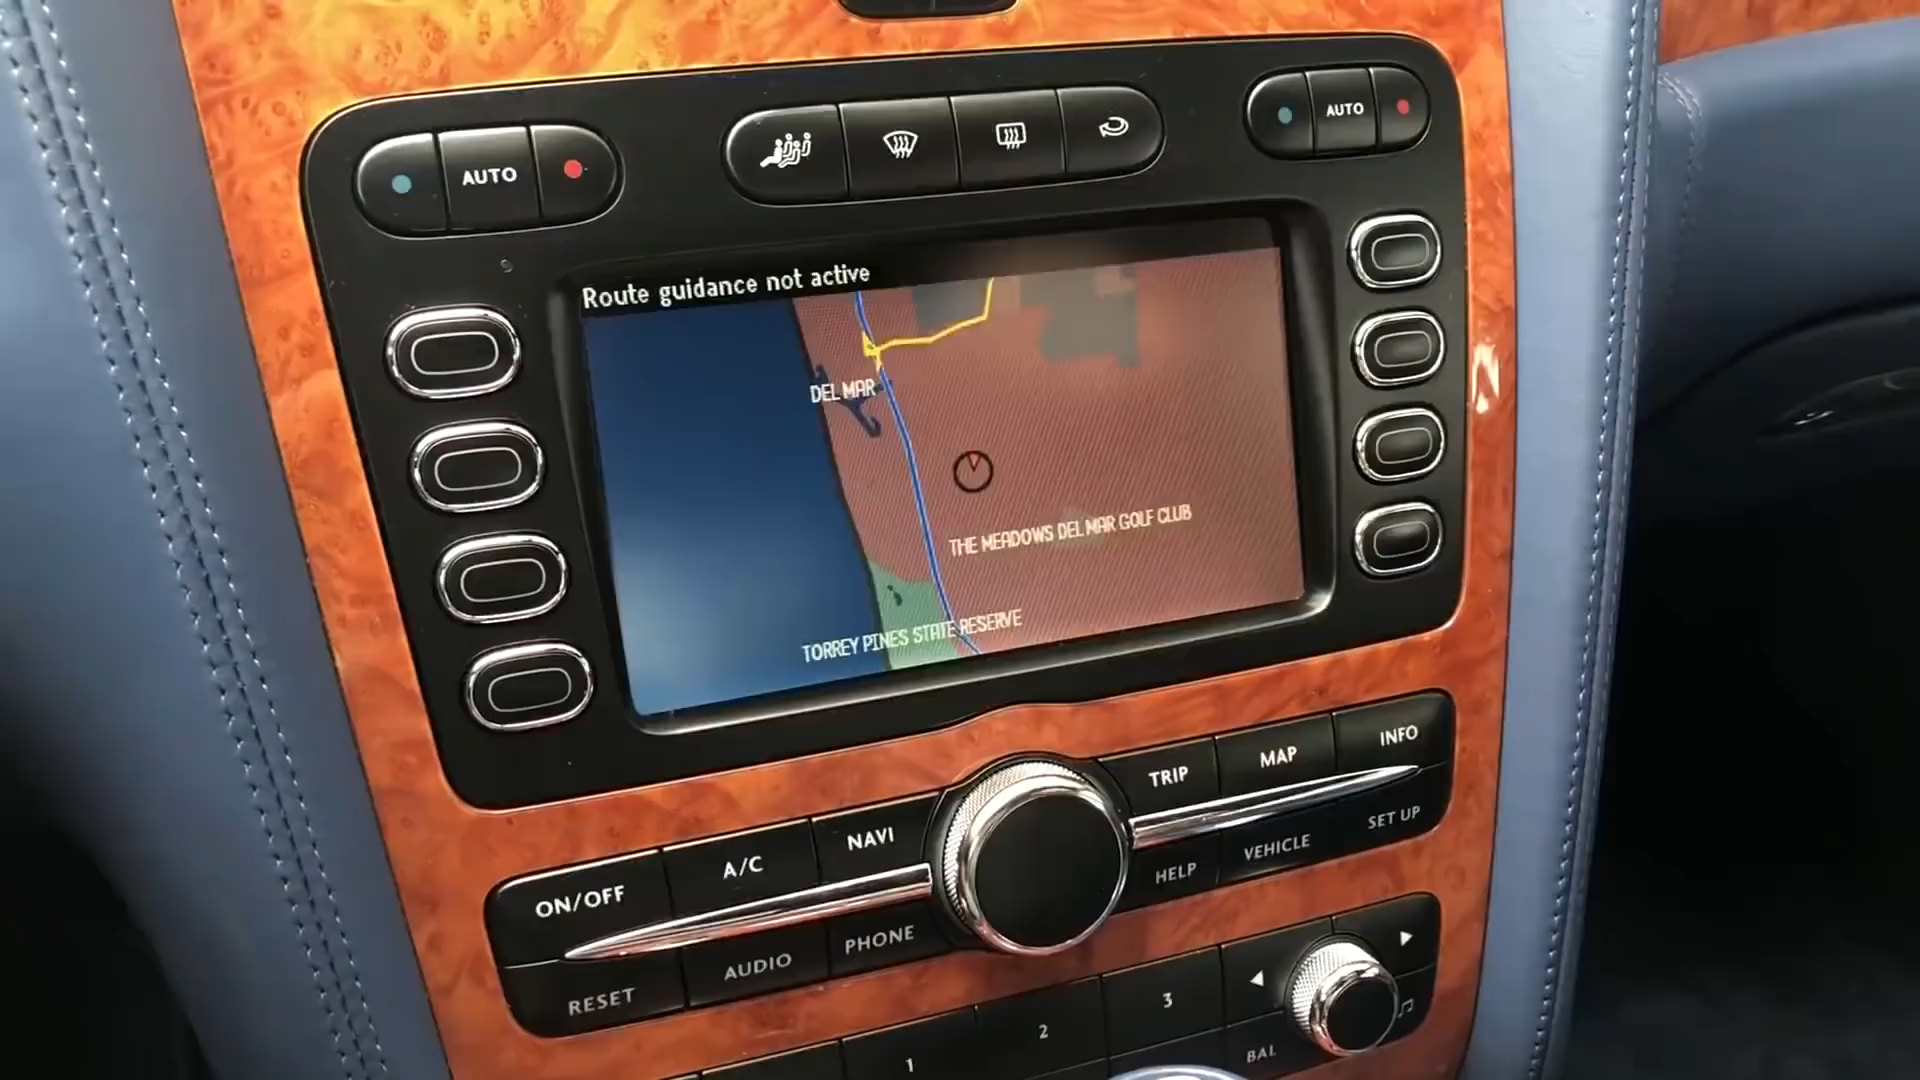 AUTO
AUTO
Route guidance not active
DEL MAR
THE MEADOWS DEL MAR GOLF CLUB
TORREY PINES STATE RESERVE
TRIP
MAP
INFO
ON/OFF
A/C
NAVI
HELP
VEHICLE
SET UP
RESET
AUDIO
PHONE
1
2
3
BAL